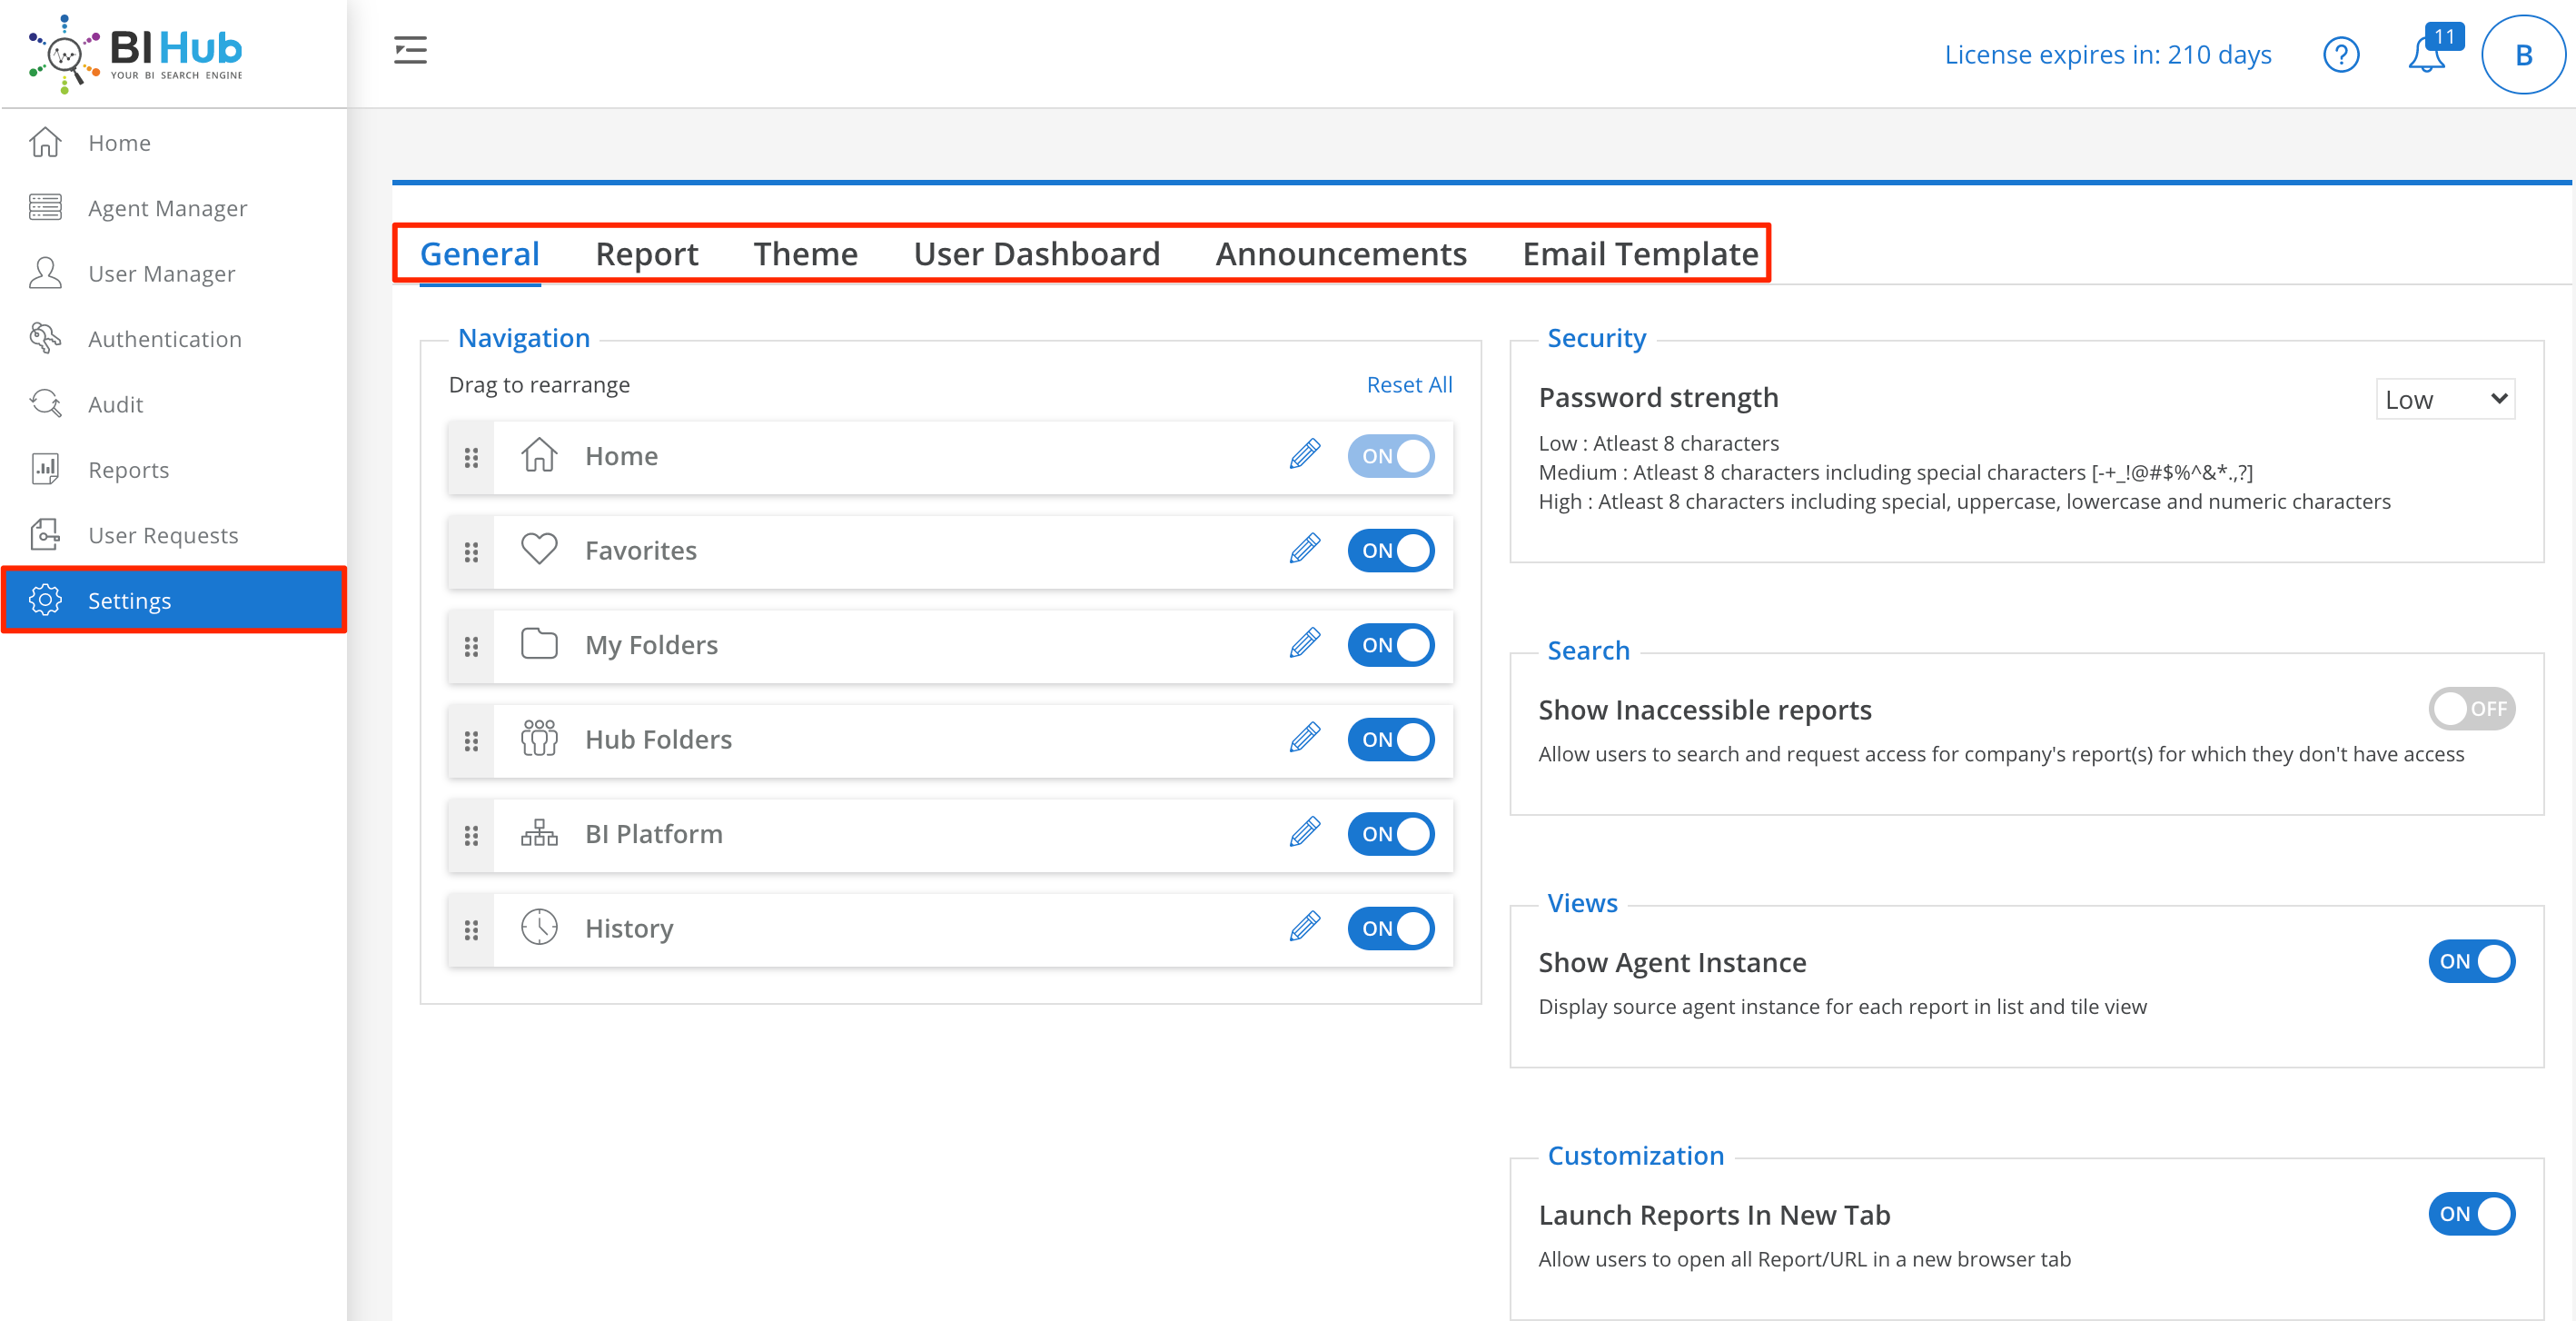 BI Hub
YOUR BI SEARCH ENGINE
License expires in: 210 days
?
11
B
Home
Agent Manager
User Manager
Authentication
Audit
Reports
User Requests
Settings
General Report Theme User Dashboard Announcements Email Template
Navigation
Drag to rearrange Reset All
Home ON
Favorites ON
My Folders ON
Hub Folders ON
BI Platform ON
History ON
Security
Password strength Low
Low : Atleast 8 characters
Medium : Atleast 8 characters including special characters [-+_!@#$%^&*.,?]
High : Atleast 8 characters including special, uppercase, lowercase and numeric characters
Search
Show Inaccessible reports OFF
Allow users to search and request access for company's report(s) for which they don't have access
Views
Show Agent Instance ON
Display source agent instance for each report in list and tile view
Customization
Launch Reports In New Tab ON
Allow users to open all Report/URL in a new browser tab